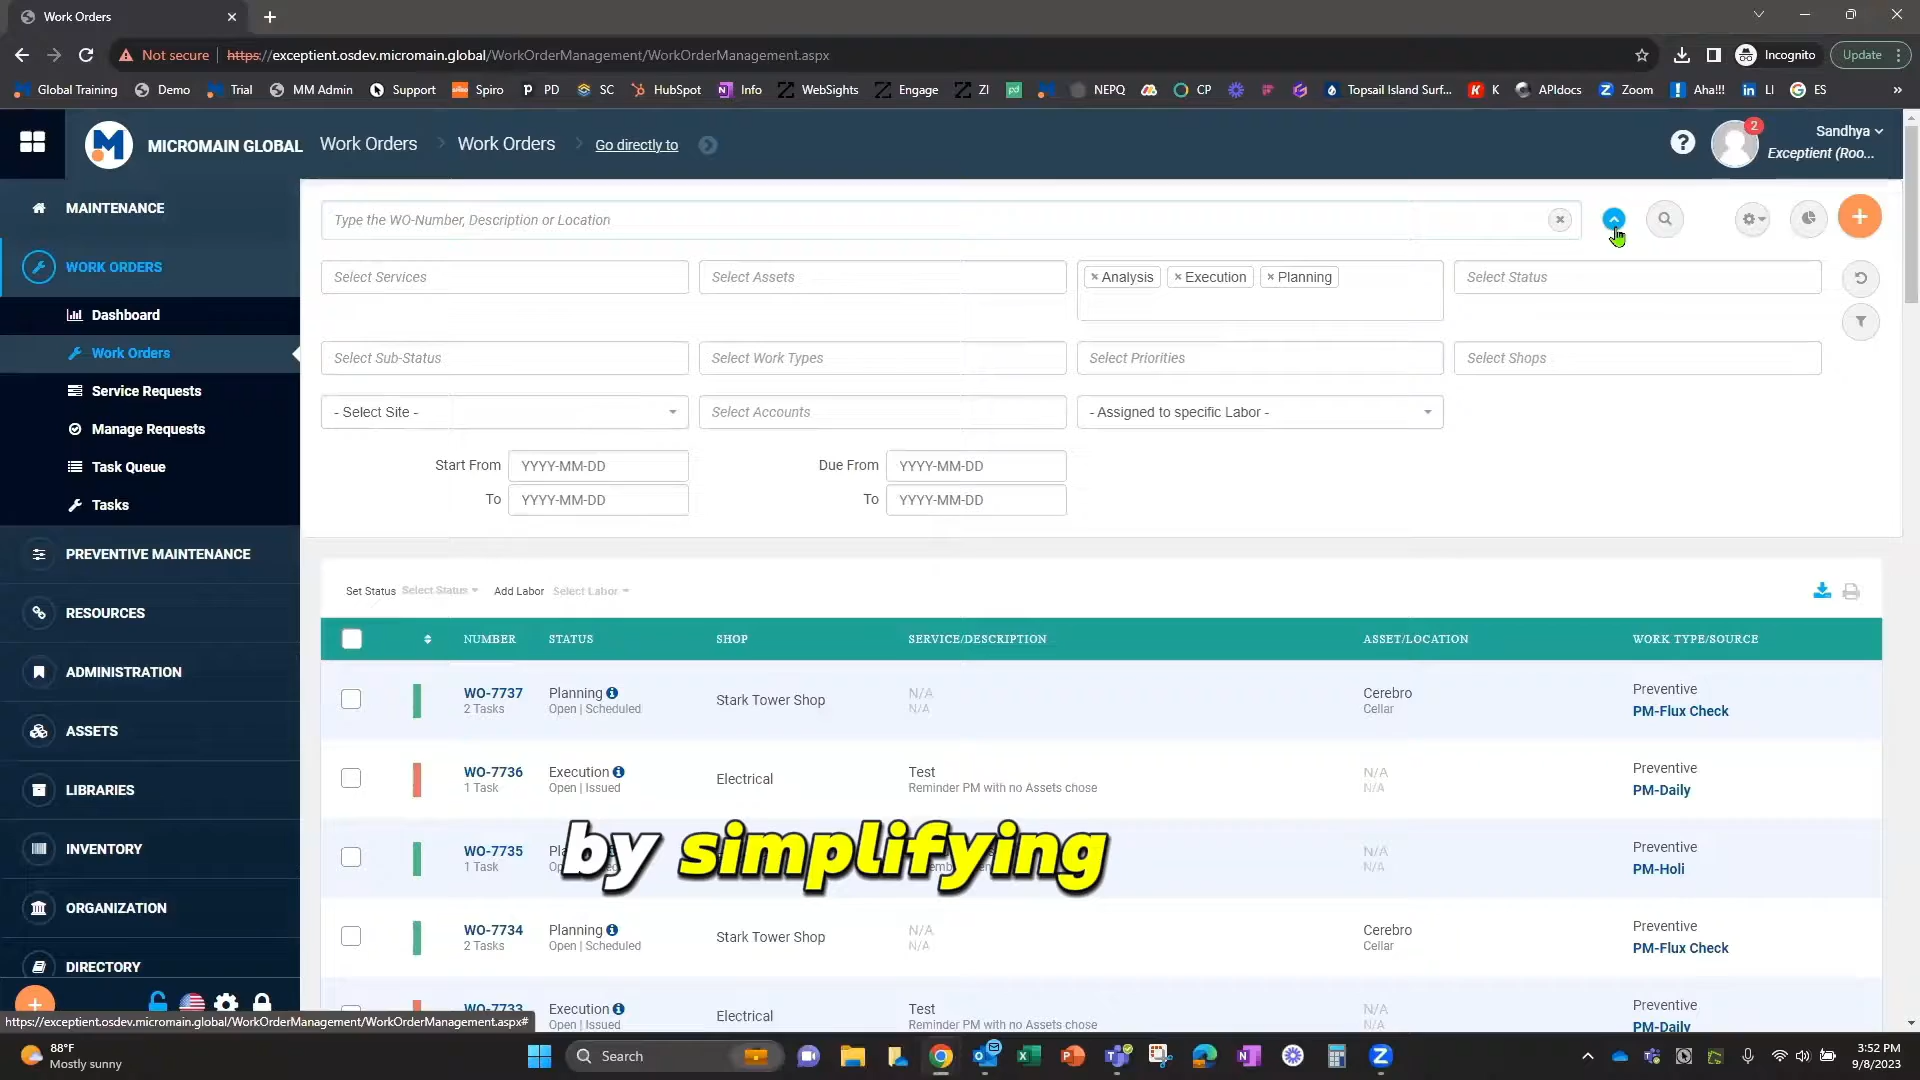 Work Orders
Not secure https://exceptient.osdev.micromain.global/WorkOrderManagement/WorkOrderManagement.aspx Incognito Update
Global Training Demo Trial MM Admin Support Spiro PD SC HubSpot Info WebSights Engage ZI NEPQ CP Topsail Island Surf... K APIdocs Zoom Aha!!! LI ES »
MICROMAIN GLOBAL Work Orders Work Orders Go directly to
2 Sandhya
Exceptient (Roo...
MAINTENANCE
WORK ORDERS
Dashboard
Work Orders
Service Requests
Manage Requests
Task Queue
Tasks
PREVENTIVE MAINTENANCE
RESOURCES
ADMINISTRATION
ASSETS
LIBRARIES
INVENTORY
ORGANIZATION
DIRECTORY
Type the WO-Number, Description or Location
Select Services Select Assets × Analysis × Execution × Planning Select Status
Select Sub-Status Select Work Types Select Priorities Select Shops
- Select Site - Select Accounts - Assigned to specific Labor -
Start From YYYY-MM-DD Due From YYYY-MM-DD
To YYYY-MM-DD To YYYY-MM-DD
Set Status Select Status Add Labor Select Labor
NUMBER STATUS SHOP SERVICE/DESCRIPTION ASSET/LOCATION WORK TYPE/SOURCE
WO-7737 Planning Stark Tower Shop N/A Cerebro Preventive
2 Tasks Open | Scheduled N/A Cellar PM-Flux Check
WO-7736 Execution Electrical Test N/A Preventive
1 Task Open | Issued Reminder PM with no Assets chose N/A PM-Daily
WO-7735 N/A Preventive
1 Task N/A PM-Holi
by simplifying
WO-7734 Planning Stark Tower Shop N/A Cerebro Preventive
2 Tasks Open | Scheduled N/A Cellar PM-Flux Check
WO-7733 Execution Electrical Test N/A Preventive
Open | Issued Reminder PM with no Assets chose N/A PM-Daily
https://exceptient.osdev.micromain.global/WorkOrderManagement/WorkOrderManagement.aspx#
88°F
Mostly sunny
Search
3:52 PM
9/8/2023